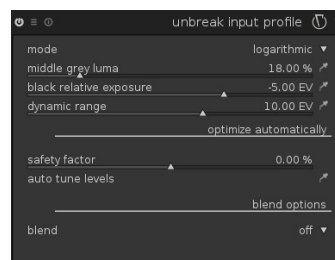 unbreak input profile
mode logarithmic
middle grey luma 18.00 %
black relative exposure -5.00 EV
dynamic range 10.00 EV
optimize automatically
safety factor 0.00 %
auto tune levels
blend options
blend off